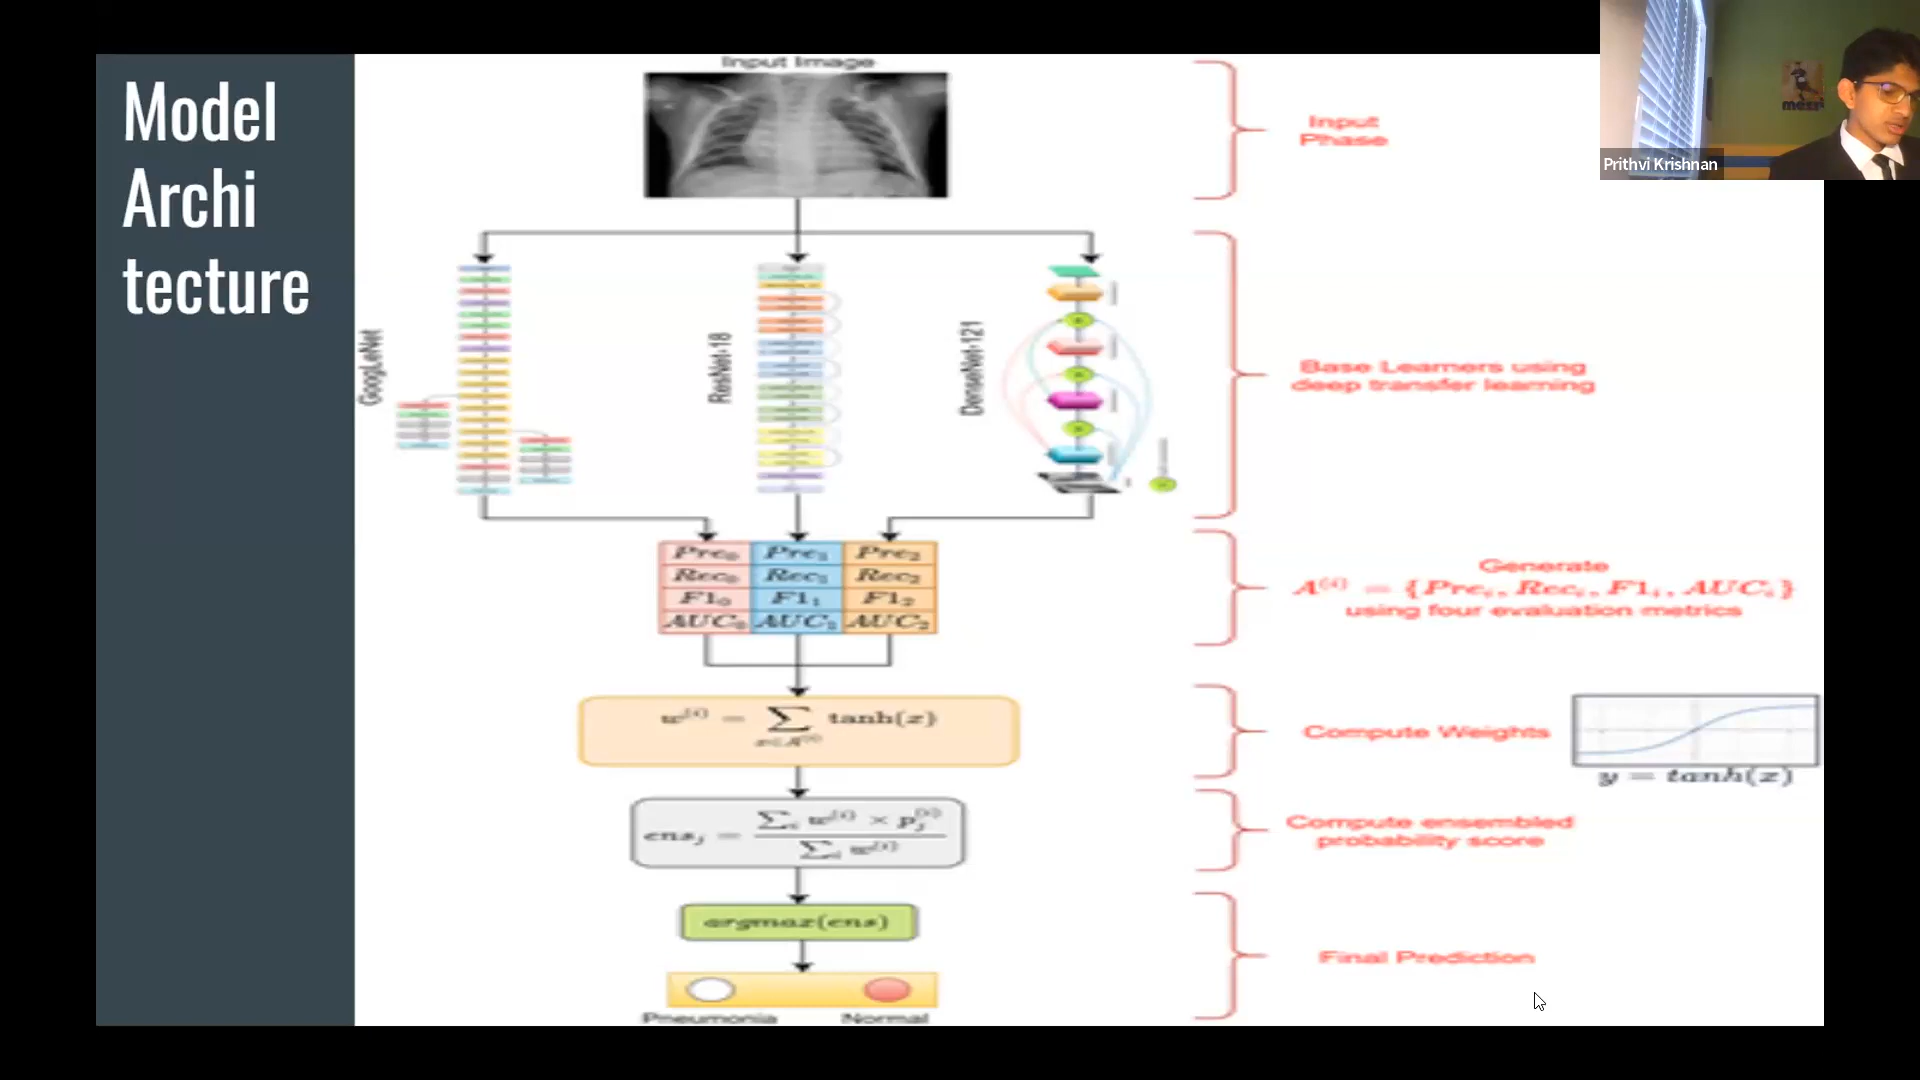 Model
Archi
tecture
Input Image
Input
Phase
messi
Prithvi Krishnan
GoogLeNet
ResNet-18
DenseNet-121
Base Learners using
deep transfer learning
Pre₀ Pre₁ Pre₂
Rec₀ Rec₁ Rec₂
F1₀ F1₁ F1₂
AUC₀ AUC₁ AUC₂
Generate
A⁽ⁱ⁾ = {Preᵢ, Recᵢ, F1ᵢ, AUCᵢ}
using four evaluation metrics
w⁽ⁱ⁾ = ∑ tanh(x)
x∈A⁽ⁱ⁾
Compute Weights
y = tanh(x)
ensⱼ = ∑ᵢ w⁽ⁱ⁾ × pⱼ⁽ⁱ⁾
∑ᵢ w⁽ⁱ⁾
Compute ensembled
probability score
argmax(ens)
Final Prediction
Pneumonia Normal